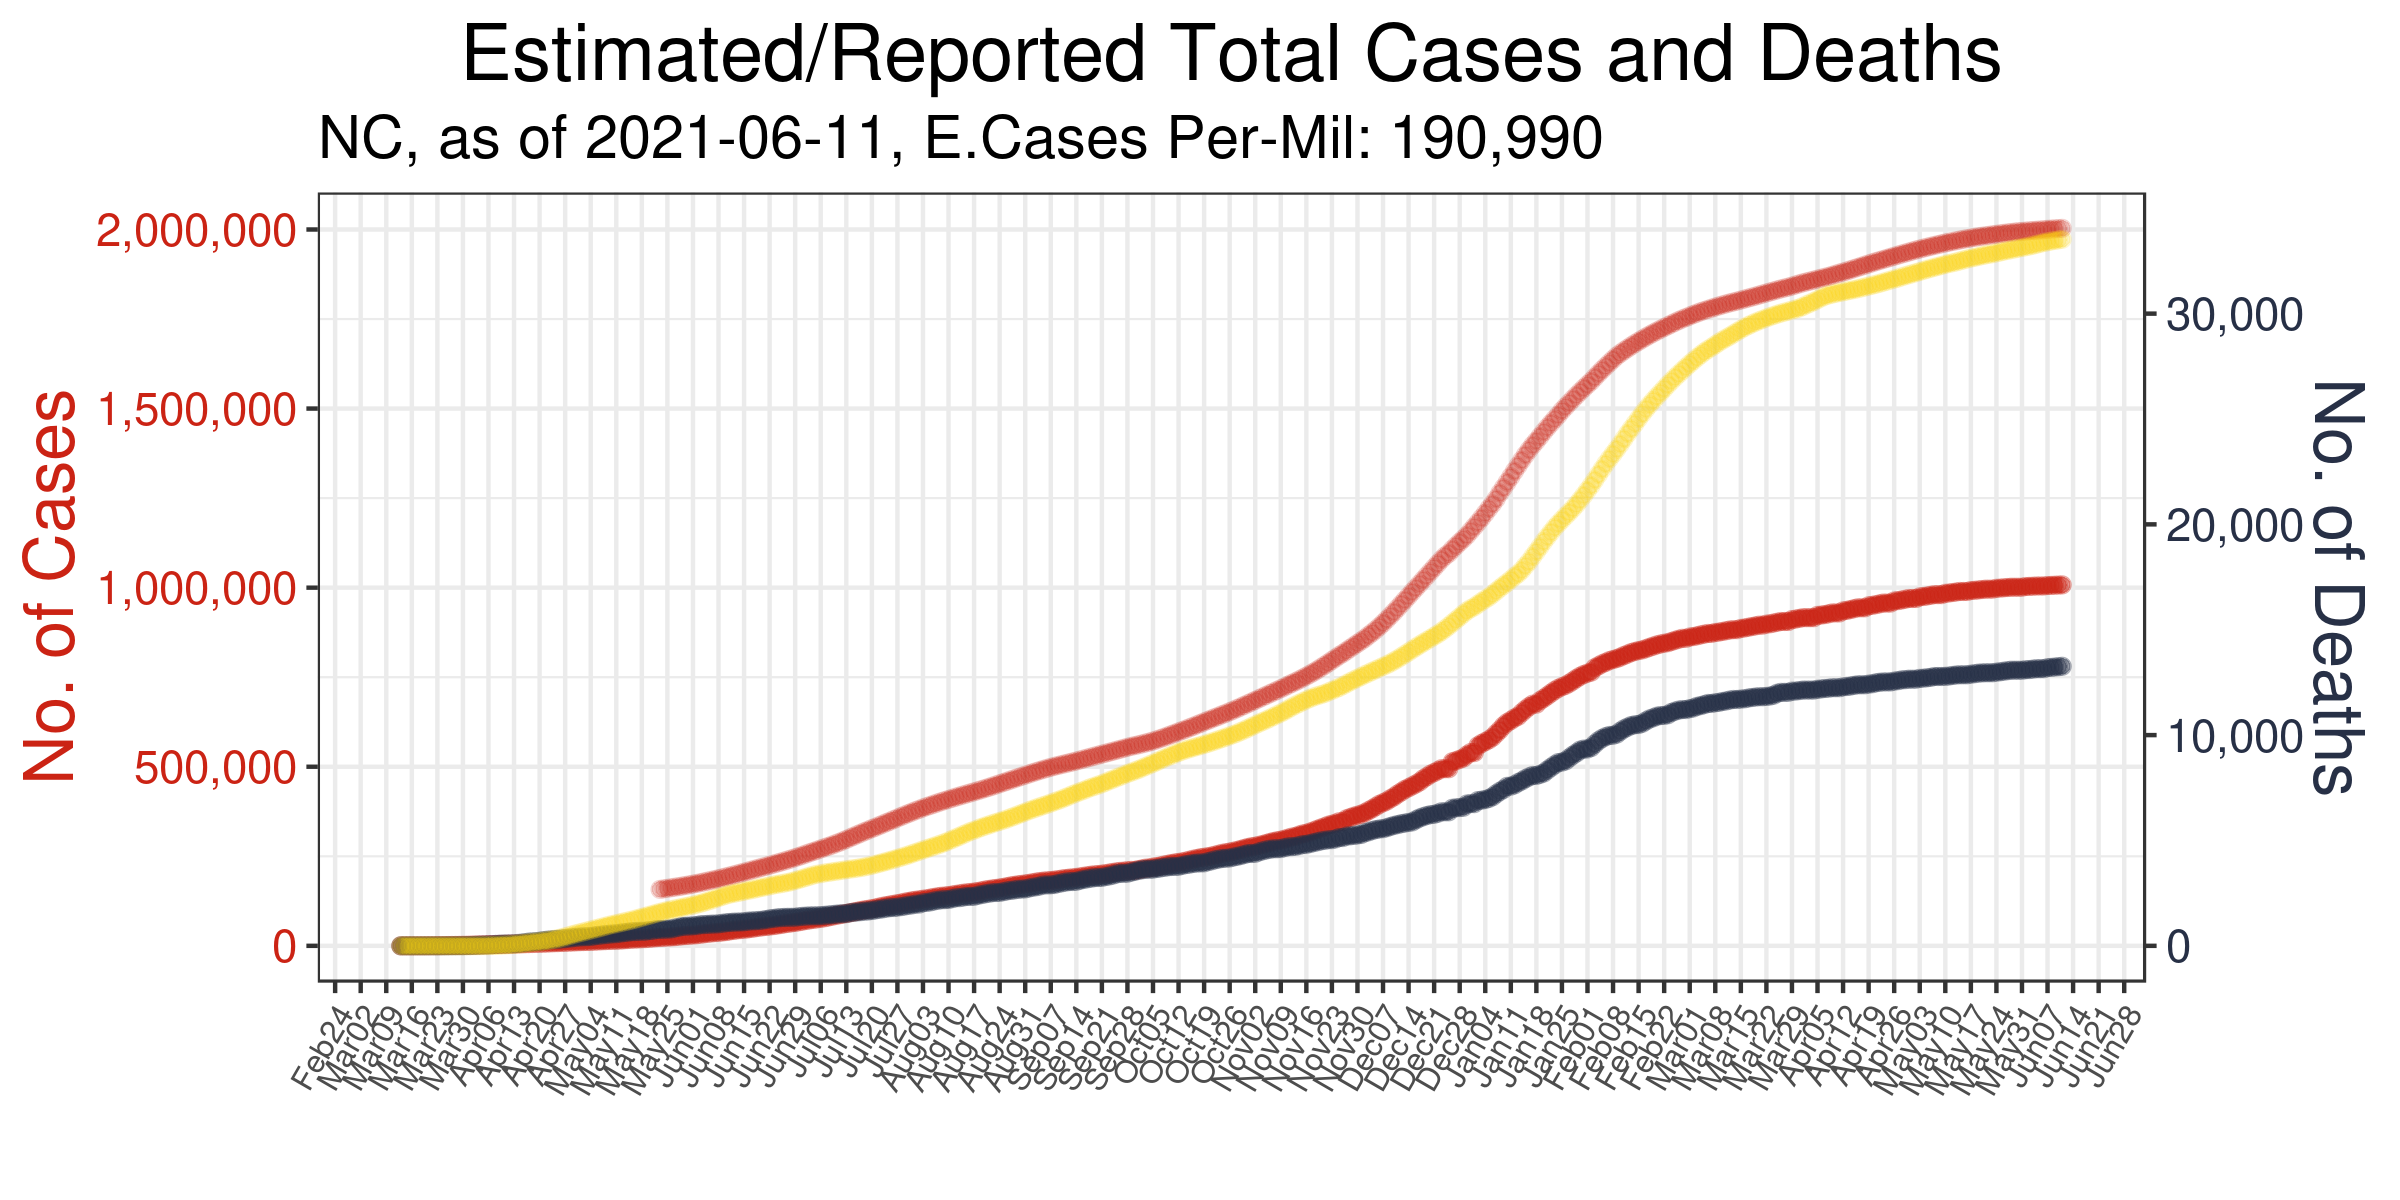 Estimated/Reported Total Cases and Deaths
NC, as of 2021-06-11, E.Cases Per-Mil: 190,990
No. of Cases
2,000,000
1,500,000
1,000,000
500,000
0
30,000
20,000
10,000
0
No. of Deaths
Feb24
Mar02
Mar09
Mar16
Mar23
Mar30
Apr06
Apr13
Apr20
Apr27
May04
May11
May18
May25
Jun01
Jun08
Jun15
Jun22
Jun29
Jul06
Jul13
Jul20
Jul27
Aug03
Aug10
Aug17
Aug24
Aug31
Sep07
Sep14
Sep21
Sep28
Oct05
Oct12
Oct19
Oct26
Nov02
Nov09
Nov16
Nov23
Nov30
Dec07
Dec14
Dec21
Dec28
Jan04
Jan11
Jan18
Jan25
Feb01
Feb08
Feb15
Feb22
Mar01
Mar08
Mar15
Mar22
Mar29
Apr05
Apr12
Apr19
Apr26
May03
May10
May17
May24
May31
Jun07
Jun14
Jun21
Jun28